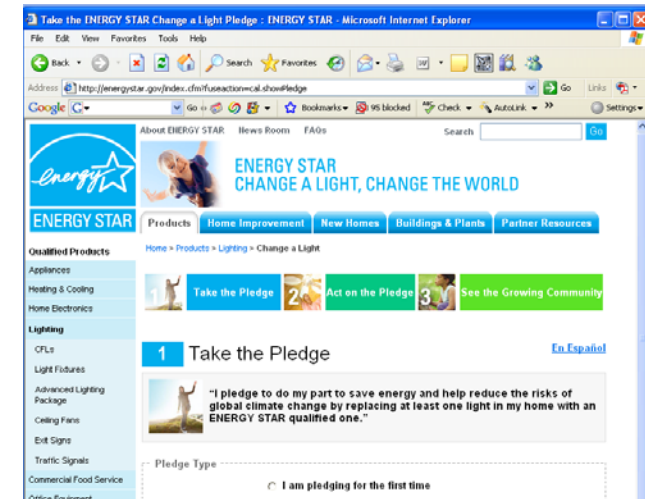 Take the ENERGY STAR Change a Light Pledge : ENERGY STAR - Microsoft Internet Explorer
File Edit View Favorites Tools Help
Back Search Favorites
Address http://energystar.gov/index.cfm?fuseaction=cal.showPledge Go Links
Google G Go Bookmarks 95 blocked Check AutoLink Settings
About ENERGY STAR News Room FAQs Search Go
energy
ENERGY STAR
ENERGY STAR
CHANGE A LIGHT, CHANGE THE WORLD
Products Home Improvement New Homes Buildings & Plants Partner Resources
Home > Products > Lighting > Change a Light
Qualified Products
Appliances
Heating & Cooling
Home Electronics
Lighting
CFLs
Light Fixtures
Advanced Lighting
Package
Ceiling Fans
Exit Signs
Traffic Signals
Commercial Food Service
Office Equipment
1 Take the Pledge 2 Act on the Pledge 3 See the Growing Community
1 Take the Pledge En Español
"I pledge to do my part to save energy and help reduce the risks of
global climate change by replacing at least one light in my home with an
ENERGY STAR qualified one."
Pledge Type
I am pledging for the first time